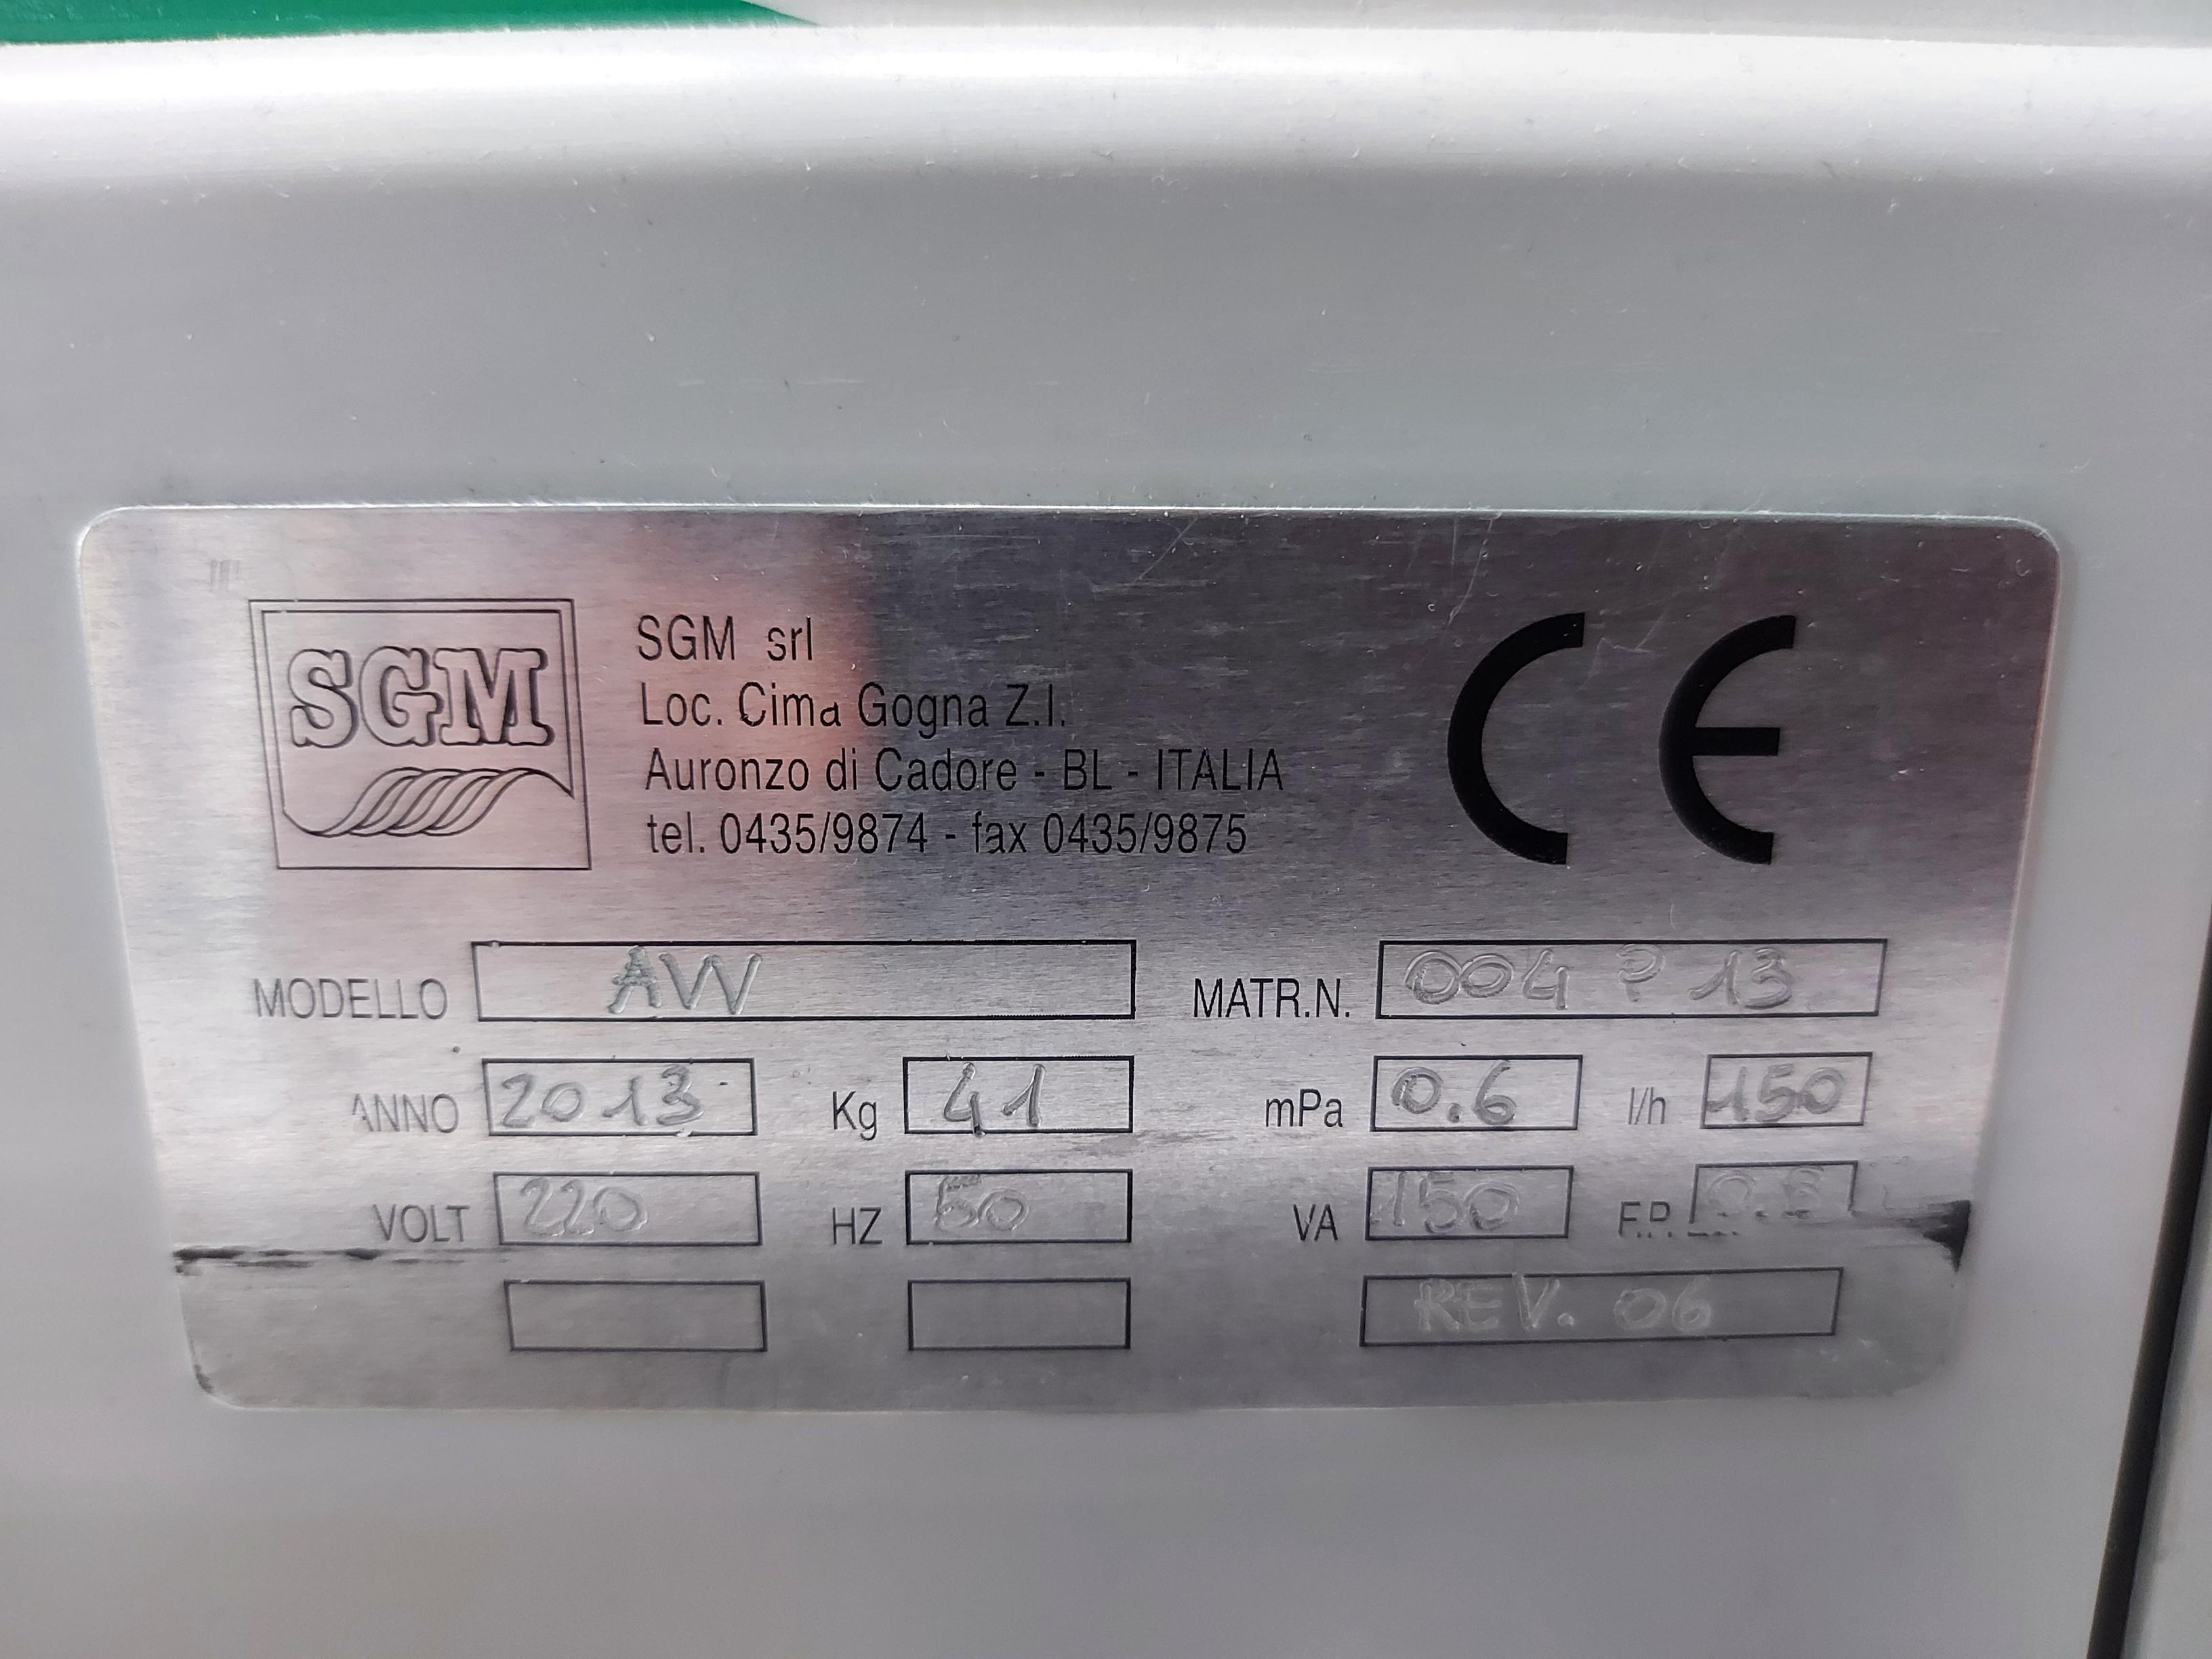 SGM
SGM srl
Loc. Cima Gogna Z.I.
Auronzo di Cadore - BL - ITALIA
tel. 0435/9874 - fax 0435/9875
CE
MODELLO AW MATR.N. 004 P 13
ANNO 2013 Kg 41 mPa 0.6 l/h 150
VOLT 220 HZ 50 VA 150
REV. 06